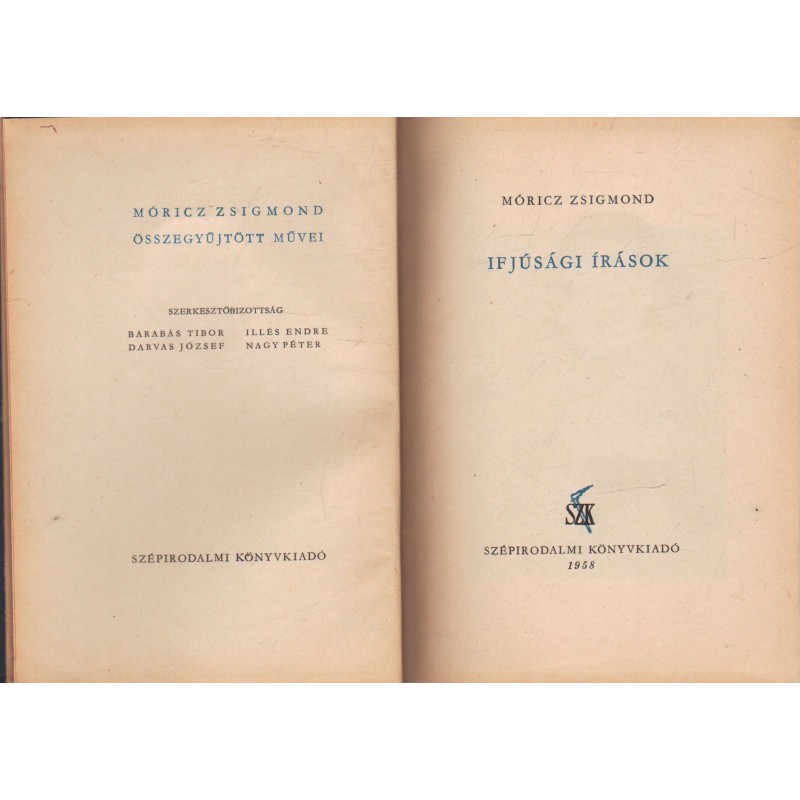 MÓRICZ ZSIGMOND
ÖSSZEGYŰJTÖTT MŰVEI
SZERKESZTŐBIZOTTSÁG
BARABÁS TIBOR ILLÉS ENDRE
DARVAS JÓZSEF NAGY PÉTER
SZÉPIRODALMI KÖNYVKIADÓ
MÓRICZ ZSIGMOND
IFJÚSÁGI ÍRÁSOK
SZK
SZÉPIRODALMI KÖNYVKIADÓ
1958